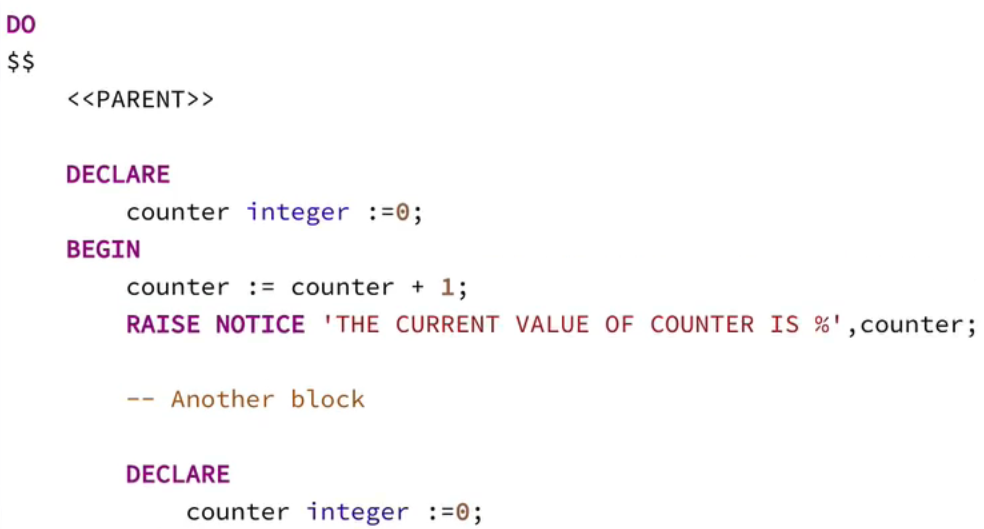 DO
$$
<<PARENT>>
DECLARE
counter integer :=0;
BEGIN
counter := counter + 1;
RAISE NOTICE 'THE CURRENT VALUE OF COUNTER IS %',counter;
-- Another block
DECLARE
counter integer :=0;